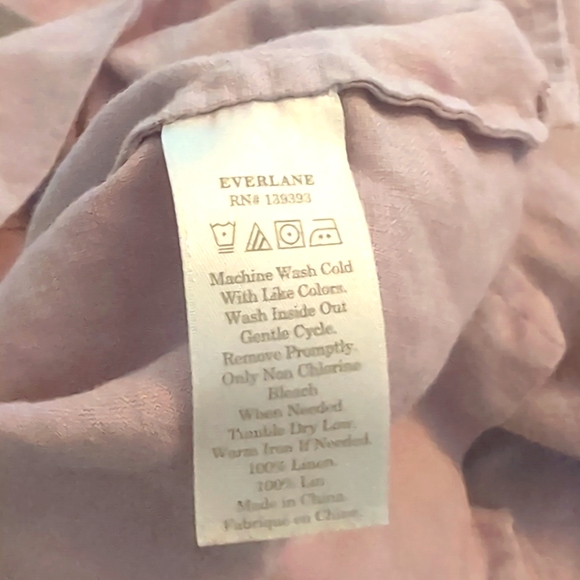 EVERLANE
RN# 139393
Machine Wash Cold
With Like Colors.
Wash Inside Out
Gentle Cycle.
Remove Promptly.
Only Non Chlorine
Bleach
When Needed.
Tumble Dry Low.
Warm Iron If Needed.
100% Linen.
100% Lin
Made in China.
Fabriqué en Chine.